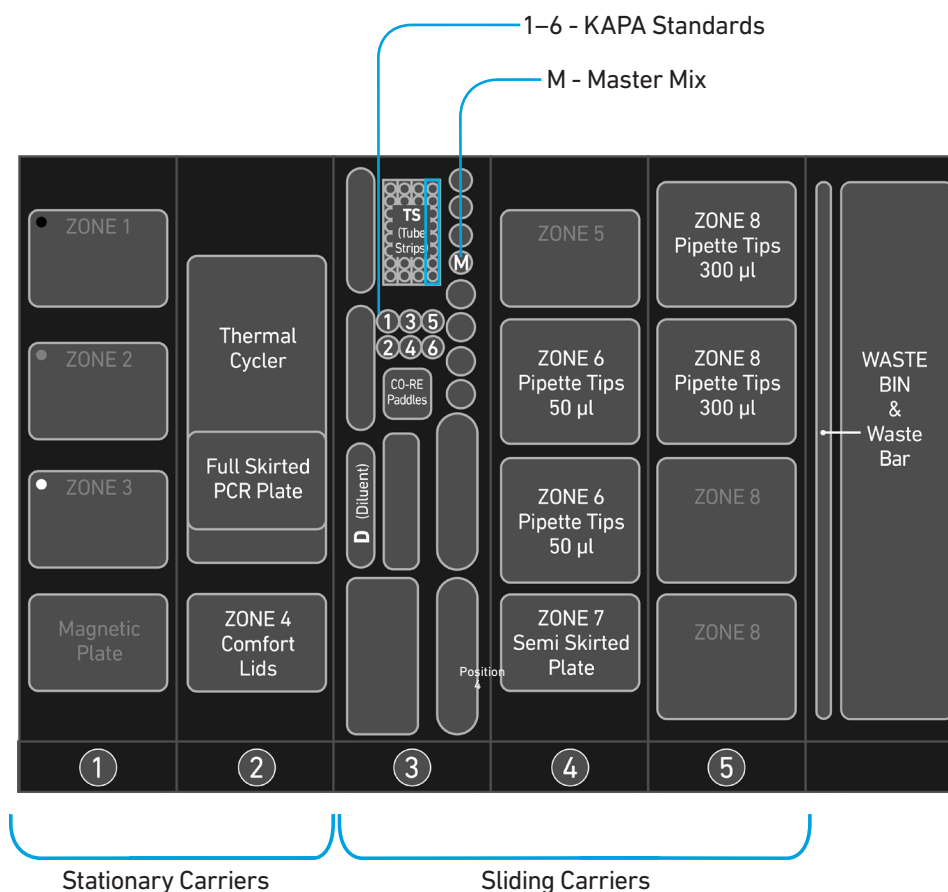 1–6 - KAPA Standards
M - Master Mix
ZONE 1
ZONE 2
ZONE 3
Magnetic
Plate
Thermal
Cycler
Full Skirted
PCR Plate
ZONE 4
Comfort
Lids
TS
(Tube
Strips)
M
1 3 5
2 4 6
CO-RE
Paddles
D (Diluent)
Position
4
ZONE 5
ZONE 6
Pipette Tips
50 µl
ZONE 6
Pipette Tips
50 µl
ZONE 7
Semi Skirted
Plate
ZONE 8
Pipette Tips
300 µl
ZONE 8
Pipette Tips
300 µl
ZONE 8
ZONE 8
WASTE
BIN
&
Waste
Bar
1
2
3
4
5
Stationary Carriers
Sliding Carriers